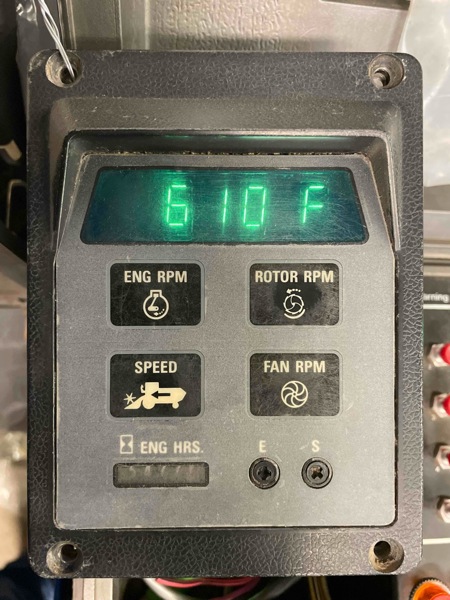 610 F
ENG RPM
ROTOR RPM
SPEED
FAN RPM
ENG HRS.
E
S